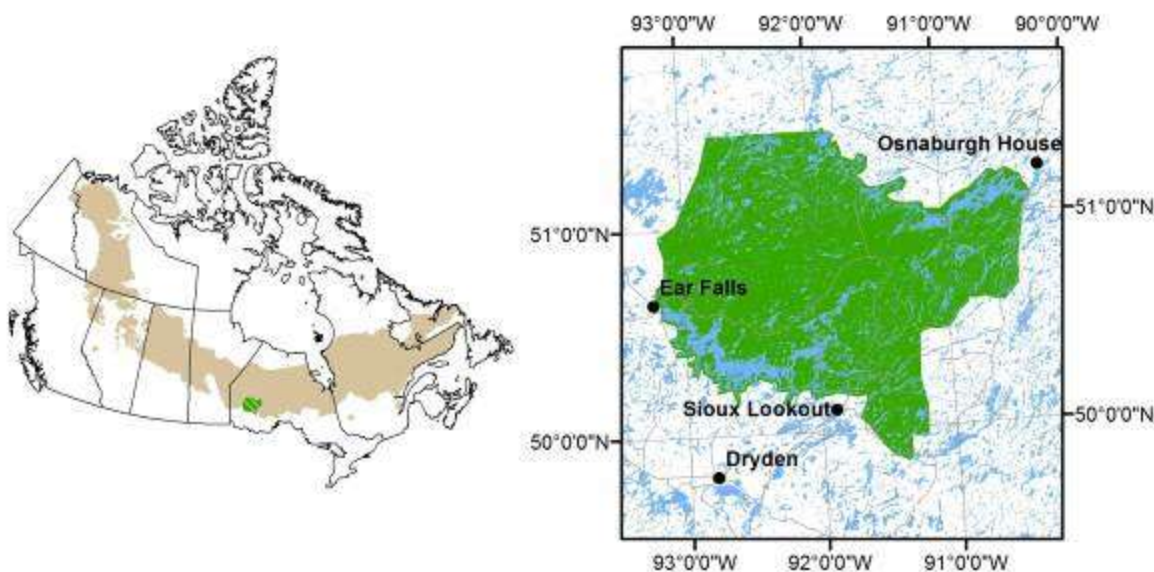 93°0'0"W 92°0'0"W 91°0'0"W 90°0'0"W
Osnaburgh House
51°0'0"N
51°0'0"N
Ear Falls
Sioux Lookout
50°0'0"N
50°0'0"N
Dryden
93°0'0"W 92°0'0"W 91°0'0"W